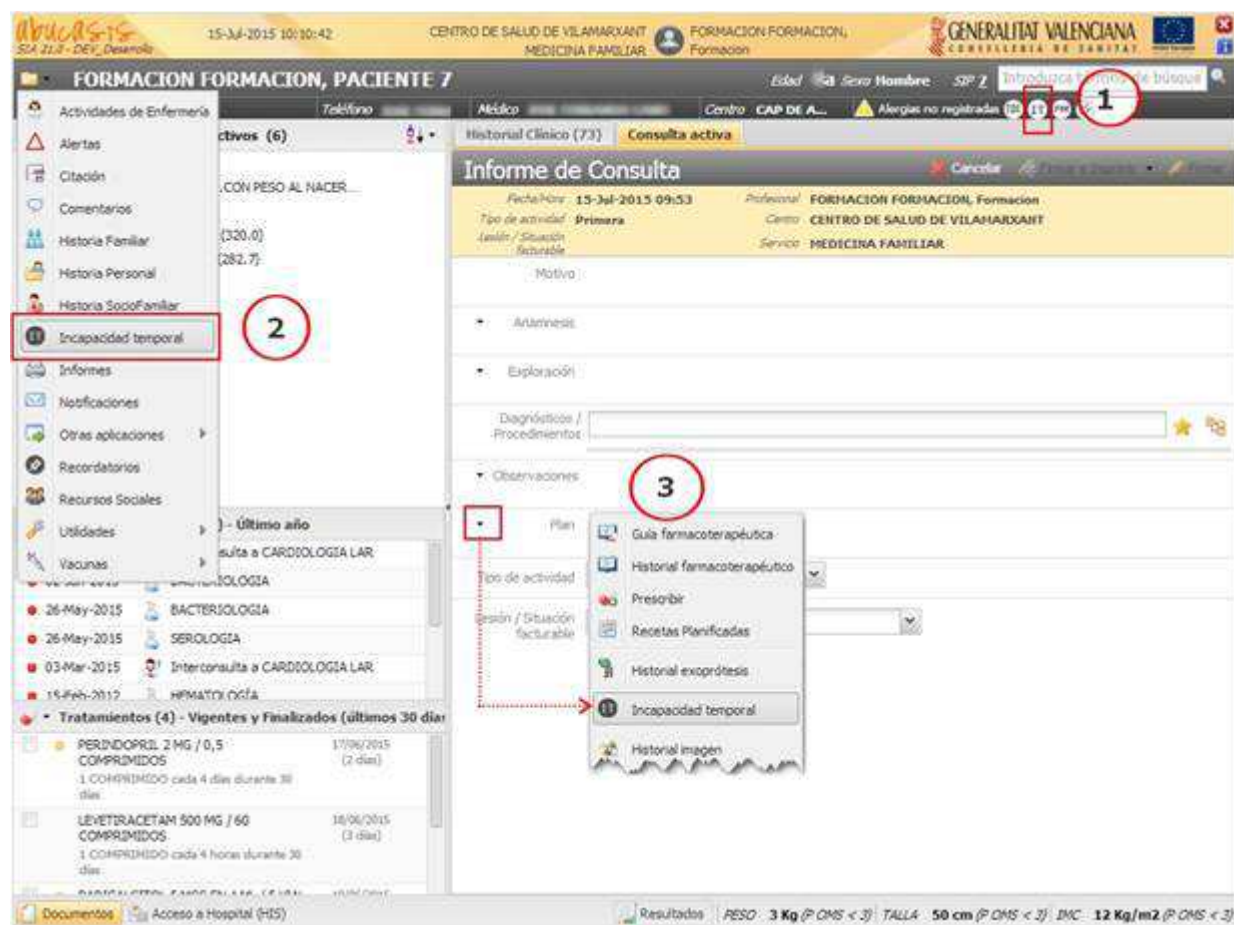 abucasis
SIA 21.0 - DEV_Desarrollo
15-Jul-2015 10:10:42
CENTRO DE SALUD DE VILAMARXANT
MEDICINA FAMILIAR
FORMACION FORMACION,
Formacion
GENERALITAT VALENCIANA
CONSELLERIA DE SANITAT
FORMACION FORMACION, PACIENTE 7
Edad
Sexo Hombre
SIP 7
Teléfono
Médico
Centro CAP DE A...
Alergias no registradas
IT
1
Actividades de Enfermería
Alertas
Citación
Comentarios
Historia Familiar
Historia Personal
Historia SocioFamiliar
Incapacidad temporal
Informes
Notificaciones
Otras aplicaciones
Recordatorios
Recursos Sociales
Utilidades
Vacunas
2
ctivos (6)
.CON PESO AL NACER...
(320.0)
(282.7)
) - Último año
sulta a CARDIOLOGIA LAR
BACTERIOLOGIA
26-May-2015 BACTERIOLOGIA
26-May-2015 SEROLOGIA
03-Mar-2015 Interconsulta a CARDIOLOGIA LAR
15-Feb-2012 HEMATOLOGÍA
Tratamientos (4) - Vigentes y Finalizados (últimos 30 días
PERINDOPRIL 2 MG / 0,5 17/06/2015
COMPRIMIDOS (2 días)
1 COMPRIMIDO cada 4 días durante 30
días
LEVETIRACETAM 500 MG / 60 18/06/2015
COMPRIMIDOS (3 días)
1 COMPRIMIDO cada 4 horas durante 30
días
Historial Clínico (73) Consulta activa
Informe de Consulta
Cancelar
Fecha/Hora 15-Jul-2015 09:53
Tipo de actividad Primera
Lesión / Situación
facturable
Profesional FORMACION FORMACION, Formacion
Centro CENTRO DE SALUD DE VILAMARXANT
Servicio MEDICINA FAMILIAR
Motivo
Anamnesis
Exploración
Diagnósticos /
Procedimientos
Observaciones
Plan
Tipo de actividad
Lesión / Situación
facturable
3
Guía farmacoterapéutica
Historial farmacoterapéutico
Prescribir
Recetas Planificadas
Historial exoprótesis
Incapacidad temporal
Historial imagen
Documentos Acceso a Hospital (HIS)
Resultados PESO 3 Kg (P OMS < 3) TALLA 50 cm (P OMS < 3) IMC 12 Kg/m2 (P OMS < 3)